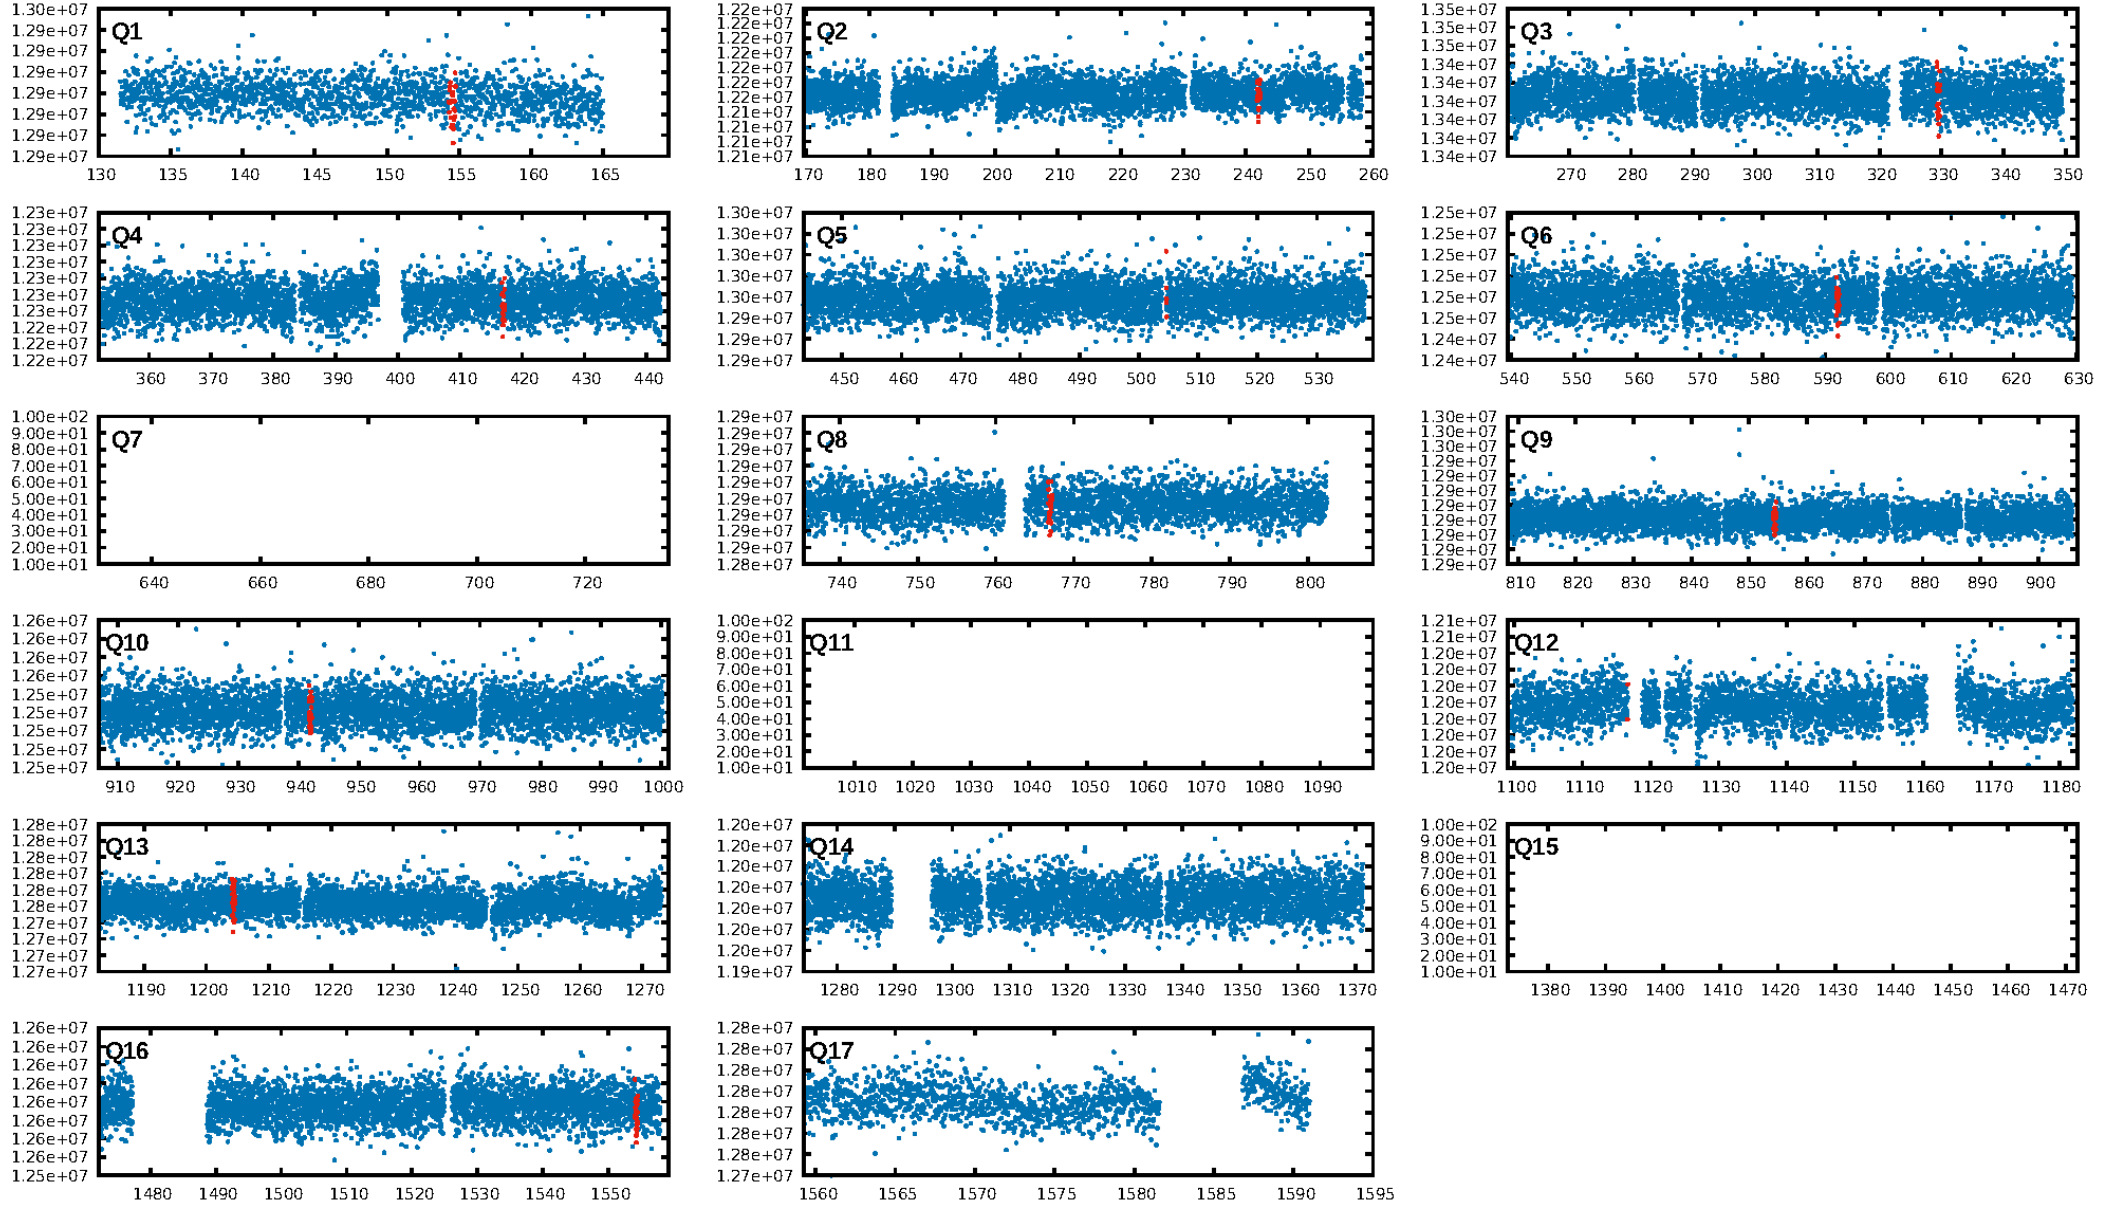 1.30e+07
1.29e+07
1.29e+07
1.29e+07
1.29e+07
1.29e+07
1.29e+07
1.29e+07
Q1
130 135 140 145 150 155 160 165
1.22e+07
1.22e+07
1.22e+07
1.22e+07
1.22e+07
1.22e+07
1.22e+07
1.21e+07
1.21e+07
1.21e+07
1.21e+07
Q2
170 180 190 200 210 220 230 240 250 260
1.35e+07
1.35e+07
1.35e+07
1.34e+07
1.34e+07
1.34e+07
1.34e+07
1.34e+07
1.34e+07
Q3
270 280 290 300 310 320 330 340 350
1.23e+07
1.23e+07
1.23e+07
1.23e+07
1.23e+07
1.23e+07
1.23e+07
1.22e+07
1.22e+07
1.22e+07
Q4
360 370 380 390 400 410 420 430 440
1.30e+07
1.30e+07
1.30e+07
1.30e+07
1.30e+07
1.29e+07
1.29e+07
1.29e+07
Q5
450 460 470 480 490 500 510 520 530
1.25e+07
1.25e+07
1.25e+07
1.25e+07
1.25e+07
1.25e+07
1.24e+07
1.24e+07
Q6
540 550 560 570 580 590 600 610 620 630
1.00e+02
9.00e+01
8.00e+01
7.00e+01
6.00e+01
5.00e+01
4.00e+01
3.00e+01
2.00e+01
1.00e+01
Q7
640 660 680 700 720
1.29e+07
1.29e+07
1.29e+07
1.29e+07
1.29e+07
1.29e+07
1.29e+07
1.29e+07
1.29e+07
1.28e+07
Q8
740 750 760 770 780 790 800
1.30e+07
1.30e+07
1.30e+07
1.29e+07
1.29e+07
1.29e+07
1.29e+07
1.29e+07
1.29e+07
1.29e+07
1.29e+07
Q9
810 820 830 840 850 860 870 880 890 900
1.26e+07
1.26e+07
1.26e+07
1.26e+07
1.25e+07
1.25e+07
1.25e+07
1.25e+07
1.25e+07
Q10
910 920 930 940 950 960 970 980 990 1000
1.00e+02
9.00e+01
8.00e+01
7.00e+01
6.00e+01
5.00e+01
4.00e+01
3.00e+01
2.00e+01
1.00e+01
Q11
1010 1020 1030 1040 1050 1060 1070 1080 1090
1.21e+07
1.21e+07
1.20e+07
1.20e+07
1.20e+07
1.20e+07
1.20e+07
1.20e+07
1.20e+07
1.20e+07
Q12
1100 1110 1120 1130 1140 1150 1160 1170 1180
1.28e+07
1.28e+07
1.28e+07
1.28e+07
1.28e+07
1.28e+07
1.27e+07
1.27e+07
1.27e+07
1.27e+07
Q13
1190 1200 1210 1220 1230 1240 1250 1260 1270
1.20e+07
1.20e+07
1.20e+07
1.20e+07
1.20e+07
1.20e+07
1.20e+07
1.19e+07
Q14
1280 1290 1300 1310 1320 1330 1340 1350 1360 1370
1.00e+02
9.00e+01
8.00e+01
7.00e+01
6.00e+01
5.00e+01
4.00e+01
3.00e+01
2.00e+01
1.00e+01
Q15
1380 1390 1400 1410 1420 1430 1440 1450 1460 1470
1.26e+07
1.26e+07
1.26e+07
1.26e+07
1.26e+07
1.26e+07
1.26e+07
1.26e+07
1.25e+07
Q16
1480 1490 1500 1510 1520 1530 1540 1550
1.28e+07
1.28e+07
1.28e+07
1.28e+07
1.28e+07
1.28e+07
1.28e+07
1.27e+07
Q17
1560 1565 1570 1575 1580 1585 1590 1595